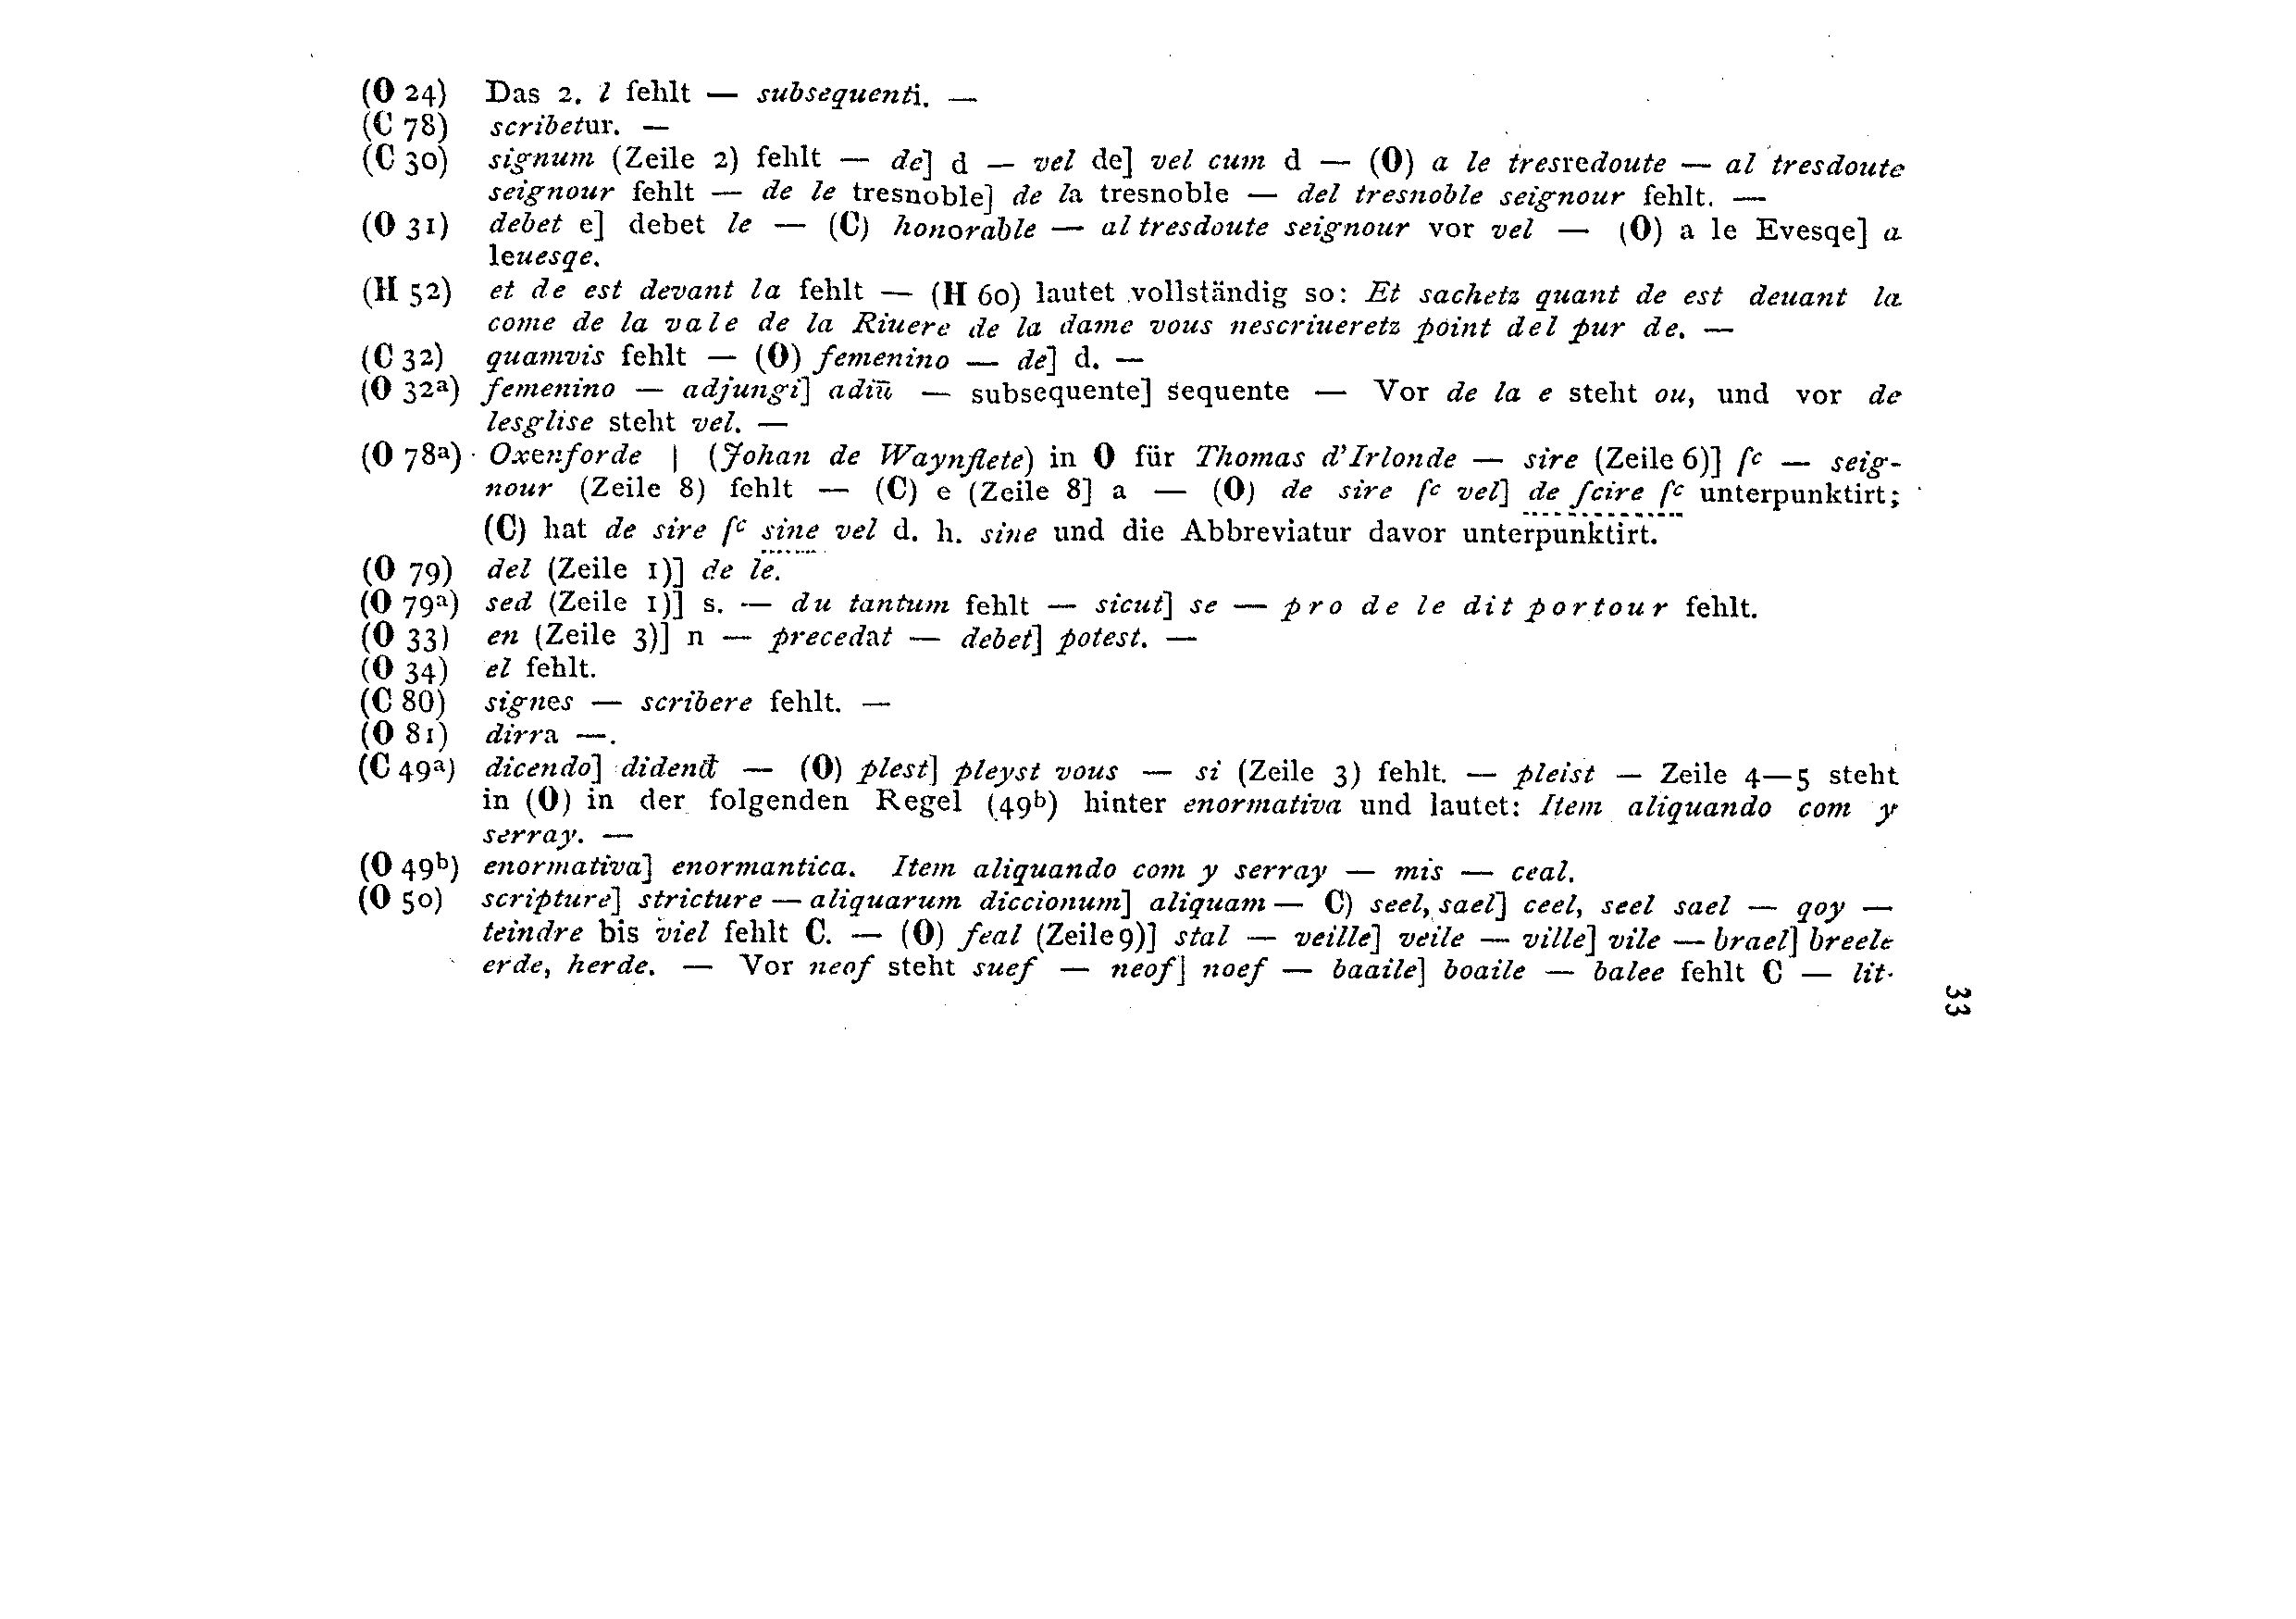 (O 24) Das 2. l fehlt — subsequenti. —
(C 78) scribetur. —
(C 30) signum (Zeile 2) fehlt — de] d — vel de] vel cum d — (O) a le tresredoute — al tresdoute
seignour fehlt — de le tresnoble] de la tresnoble — del tresnoble seignour fehlt. —
(O 31) debet e] debet le — (C) honorable — al tresdoute seignour vor vel — (O) a le Evesqe] a
leuesqe.
(H 52) et de est devant la fehlt — (H 60) lautet vollständig so: Et sachetz quant de est deuant la
come de la vale de la Riuere de la dame vous nescriueretz point del pur de. —
(C 32) quamvis fehlt — (O) femenino — de] d. —
(O 32a) femenino — adjungi] adiū — subsequente] sequente — Vor de la e steht ou, und vor de
lesglise steht vel. —
(O 78a) Oxenforde | (Johan de Waynflete) in O für Thomas d'Irlonde — sire (Zeile 6)] ſc — seig-
nour (Zeile 8) fehlt — (C) e (Zeile 8] a — (O) de sire ſc vel] de ſcire ſc unterpunktirt;
(C) hat de sire ſc sine vel d. h. sine und die Abbreviatur davor unterpunktirt.
(O 79) del (Zeile 1)] de le.
(O 79a) sed (Zeile 1)] s. — du tantum fehlt — sicut] se — pro de le dit portour fehlt.
(O 33) en (Zeile 3)] n — precedat — debet] potest. —
(O 34) el fehlt.
(C 80) signes — scribere fehlt. —
(O 81) dirra —.
(C 49a) dicendo] — (O) plest] pleyst vous — si (Zeile 3) fehlt. — pleist — Zeile 4—5 steht
in (O) in der folgenden Regel (49b) hinter enormativa und lautet: Item aliquando com y
serray. —
(O 49b) enormativa] enormantica. Item aliquando com y serray — mis — ceal.
(O 50) scripture] stricture — aliquarum diccionum] aliquam — C) seel, sael] ceel, seel sael — qoy —
teindre bis viel fehlt C. — (O) feal (Zeile 9)] stal — veille] veile — ville] vile — brael] breele
erde, herde. — Vor neof steht suef — neof] noef — baaile] boaile — balee fehlt C — lit-
33